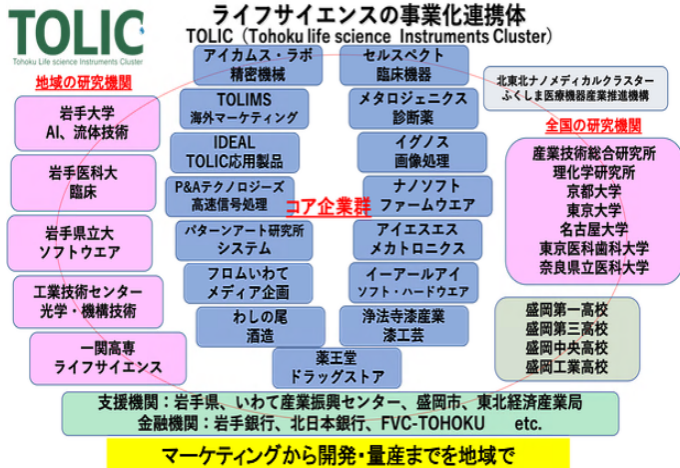 TOLIC
Tohoku Life science Instruments Cluster
ライフサイエンスの事業化連携体
TOLIC（Tohoku life science Instruments Cluster）
地域の研究機関
岩手大学
AI、流体技術
岩手医科大
臨床
岩手県立大
ソフトウエア
工業技術センター
光学・機構技術
一関高専
ライフサイエンス
アイカムス・ラボ
精密機械
TOLIMS
海外マーケティング
IDEAL
TOLIC応用製品
P&Aテクノロジーズ
高速信号処理
パターンアート研究所
システム
フロムいわて
メディア企画
わしの尾
酒造
コア企業群
セルスペクト
臨床機器
メタロジェニクス
診断薬
イグノス
画像処理
ナノソフト
ファームウエア
アイエスエス
メカトロニクス
イーアールアイ
ソフト・ハードウエア
浄法寺漆産業
漆工芸
薬王堂
ドラッグストア
北東北ナノメディカルクラスター
ふくしま医療機器産業推進機構
全国の研究機関
産業技術総合研究所
理化学研究所
京都大学
東京大学
名古屋大学
東京医科歯科大学
奈良県立医科大学
盛岡第一高校
盛岡第三高校
盛岡中央高校
盛岡工業高校
支援機関：岩手県、いわて産業振興センター、盛岡市、東北経済産業局
金融機関：岩手銀行、北日本銀行、FVC-TOHOKU　etc.
マーケティングから開発・量産までを地域で